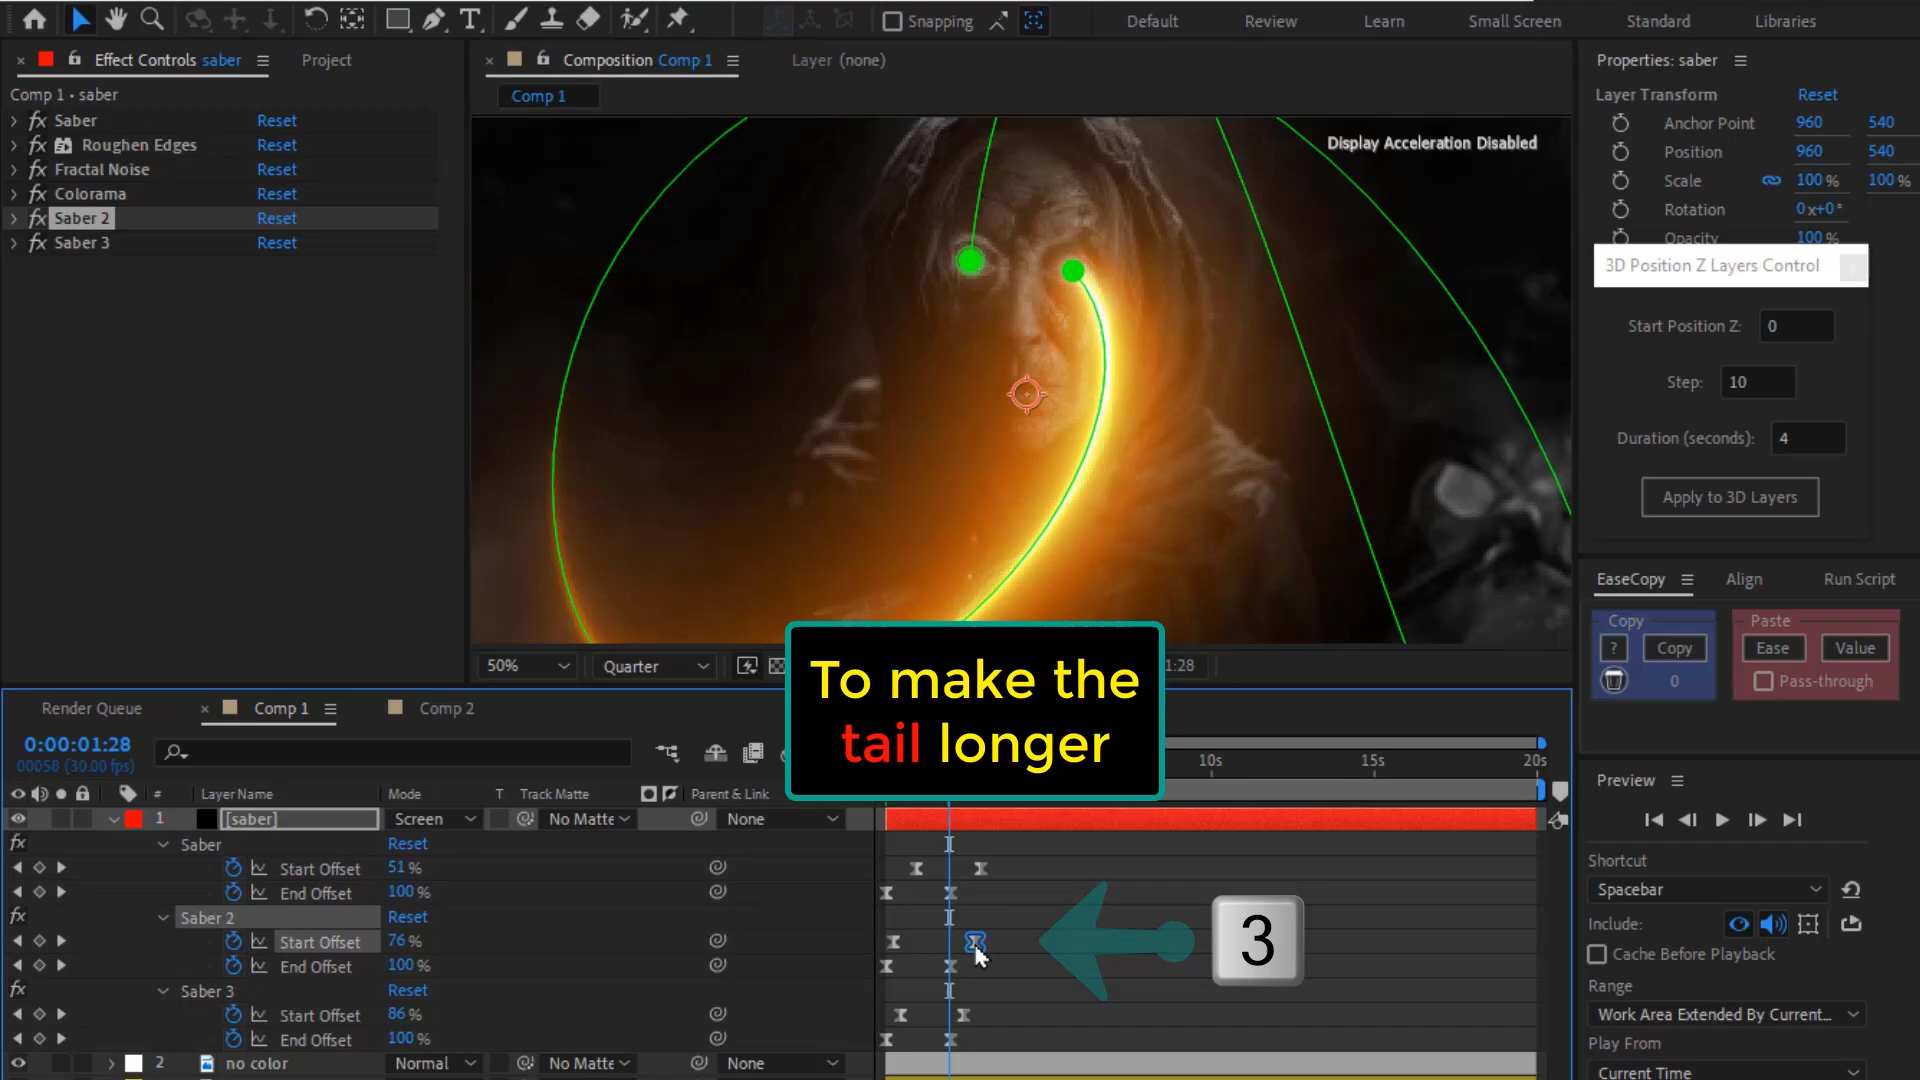 Snapping
Default
Review
Learn
Small Screen
Standard
Libraries
Effect Controls saber
Project
Composition Comp 1
Layer (none)
Properties: saber
Comp 1 • saber
Comp 1
Layer Transform
Reset
fx Saber Reset
fx Roughen Edges Reset
fx Fractal Noise Reset
fx Colorama Reset
fx Saber 2 Reset
fx Saber 3 Reset
Display Acceleration Disabled
Anchor Point 960 540
Position 960 540
Scale 100 % 100 %
Rotation 0x+0°
Opacity 100 %
3D Position Z Layers Control
Start Position Z: 0
Step: 10
Duration (seconds): 4
Apply to 3D Layers
EaseCopy
Align
Run Script
Copy
Paste
? Copy
Ease Value
0
Pass-through
50%
Quarter
1:28
To make the
tail longer
Render Queue
Comp 1
Comp 2
0:00:01:28
00058 (30.00 fps)
10s
15s
20s
# Layer Name Mode T Track Matte Parent & Link
1 [saber] Screen No Matte None
fx Saber Reset
Start Offset 51 %
End Offset 100 %
fx Saber 2 Reset
Start Offset 76 %
End Offset 100 %
fx Saber 3 Reset
Start Offset 86 %
End Offset 100 %
2 no color Normal No Matte None
3
Preview
Shortcut
Spacebar
Include:
Cache Before Playback
Range
Work Area Extended By Current...
Play From
Current Time